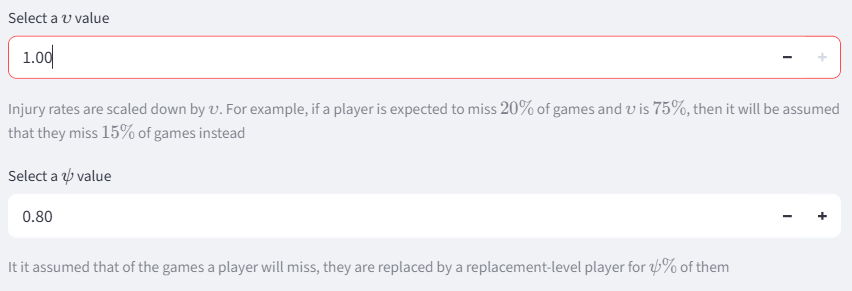 Select a υ value
1.00
Injury rates are scaled down by υ. For example, if a player is expected to miss 20% of games and υ is 75%, then it will be assumed
that they miss 15% of games instead
Select a ψ value
0.80
It it assumed that of the games a player will miss, they are replaced by a replacement-level player for ψ% of them